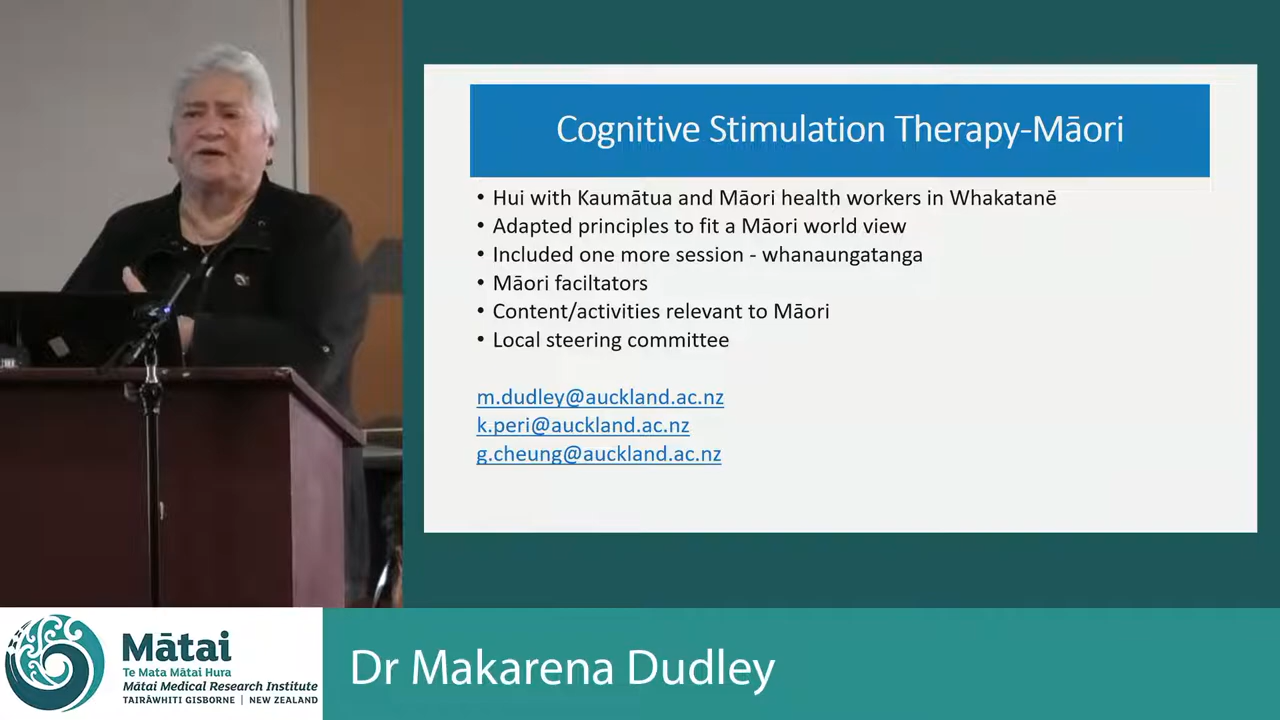 Cognitive Stimulation Therapy-Māori
• Hui with Kaumātua and Māori health workers in Whakatanē
• Adapted principles to fit a Māori world view
• Included one more session - whanaungatanga
• Māori faciltators
• Content/activities relevant to Māori
• Local steering committee
m.dudley@auckland.ac.nz
k.peri@auckland.ac.nz
g.cheung@auckland.ac.nz
Mātai
Te Mata Mātai Hura
Mātai Medical Research Institute
TAIRĀWHITI GISBORNE | NEW ZEALAND
Dr Makarena Dudley